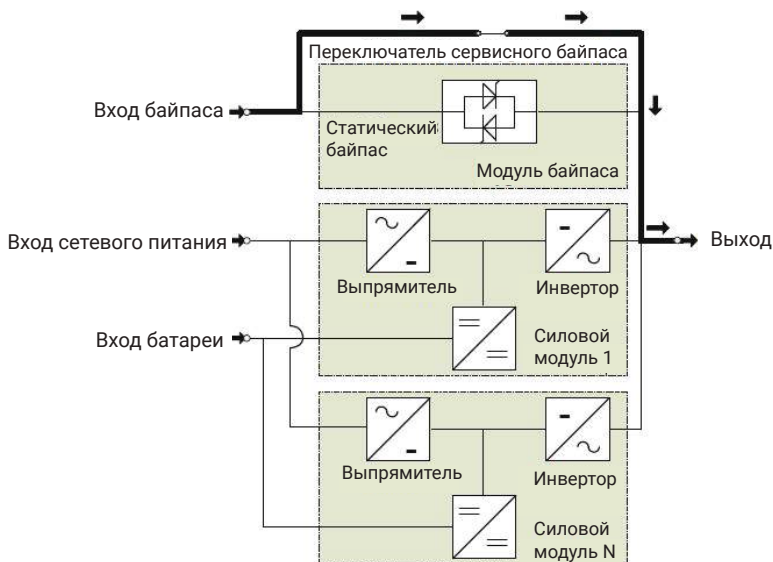 Переключатель сервисного байпаса
Вход байпаса
Статический
байпас
Модуль байпаса
Вход сетевого питания
Выход
Выпрямитель
Инвертор
Вход батареи
Силовой
модуль 1
Выпрямитель
Инвертор
Силовой
модуль N